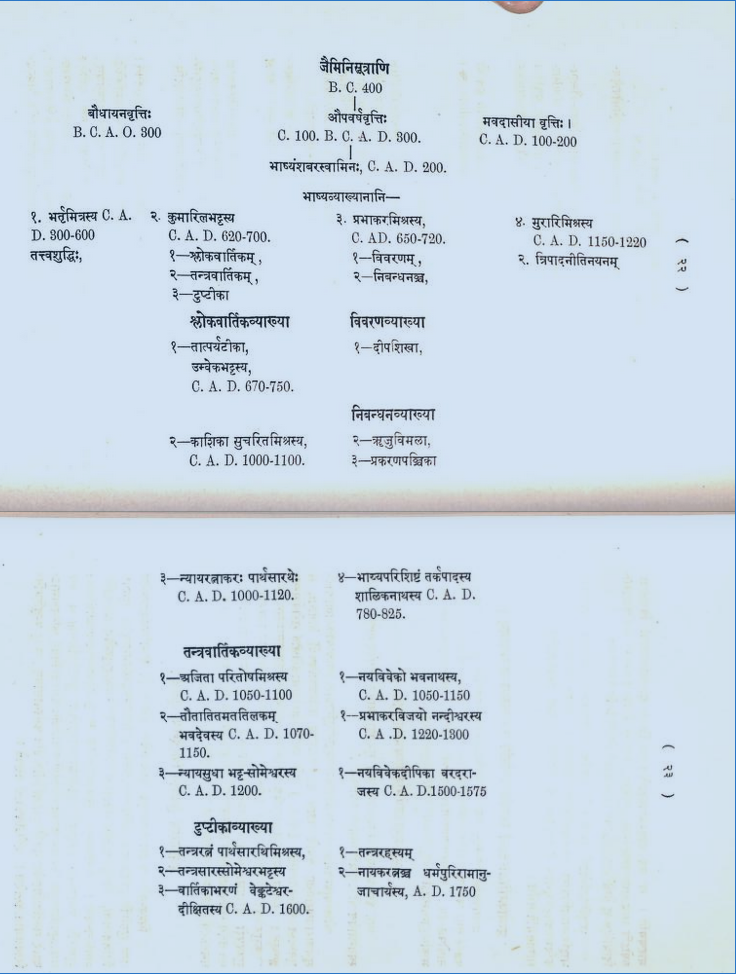 जैमिनिसूत्राणि
B. C. 400
बौधायनवृत्तिः
B. C. A. O. 300
औपवर्षवृत्तिः
C. 100. B. C. A. D. 300.
भवदासीया वृत्तिः ।
C. A. D. 100-200
भाष्यंशबरस्वामिनः, C. A. D. 200.
भाष्यव्याख्यानानि—
१. भर्तृमित्रस्य C. A.
D. 300-600
तत्त्वशुद्धिः,
२. कुमारिलभट्टस्य
C. A. D. 620-700.
१—श्लोकवार्तिकम्,
२—तन्त्रवार्तिकम्,
३—टुप्टीका
श्लोकवार्तिकव्याख्या
१—तात्पर्यटीका,
उम्वेकभट्टस्य,
C. A. D. 670-750.
२—काशिका सुचरितमिश्रस्य,
C. A. D. 1000-1100.
३. प्रभाकरमिश्रस्य,
C. AD. 650-720.
१—विवरणम्,
२—निबन्धनञ्च,
विवरणव्याख्या
१—दीपशिखा,
निबन्धनव्याख्या
२—ऋजुविमला,
३—प्रकरणपञ्चिका
४. मुरारिमिश्रस्य
C. A. D. 1150-1220
२. त्रिपादनीतिनयनम्
( २२ )
३—न्यायरत्नाकरः पार्थसारथेः
C. A. D. 1000-1120.
तन्त्रवार्तिकव्याख्या
१—अजिता परितोषमिश्रस्य
C. A. D. 1050-1100
२—तौतातितमततिलकम्
भवदेवस्य C. A. D. 1070-
1150.
३—न्यायसुधा भट्ट-सोमेश्वरस्य
C. A. D. 1200.
टुप्टीकाव्याख्या
१—तन्त्ररत्नं पार्थसारथिमिश्रस्य,
२—तन्त्रसारस्सोमेश्वरभट्टस्य
३—वार्तिकाभरणं वेङ्कटेश्वर-
दीक्षितस्य C. A. D. 1600.
४—भाष्यपरिशिष्टं तर्कपादस्य
शालिकनाथस्य C. A. D.
780-825.
१—नयविवेको भवनाथस्य,
C. A. D. 1050-1150
१—प्रभाकरविजयो नन्दीश्वरस्य
C. A .D. 1220-1300
१—नयविवेकदीपिका वरदरा-
जस्य C. A. D.1500-1575
१—तन्त्ररहस्यम्
२—नायकरत्नञ्च धर्मपुरिरामानु-
जाचार्यस्य, A. D. 1750
( २३ )